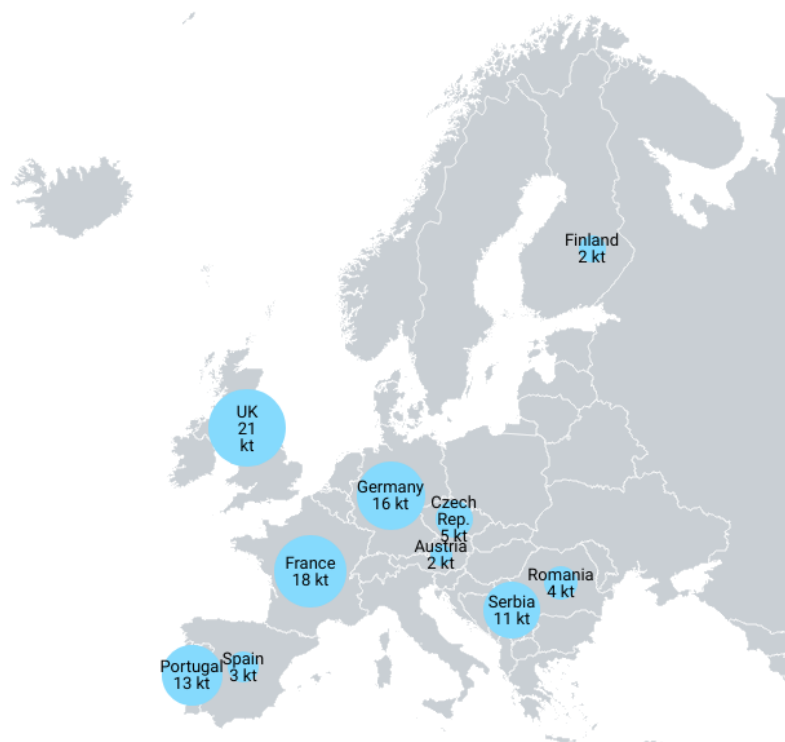 Finland
2 kt
UK
21
kt
Germany
16 kt
Czech
Rep.
5 kt
Austria
2 kt
France
18 kt
Romania
4 kt
Serbia
11 kt
Portugal
13 kt
Spain
3 kt